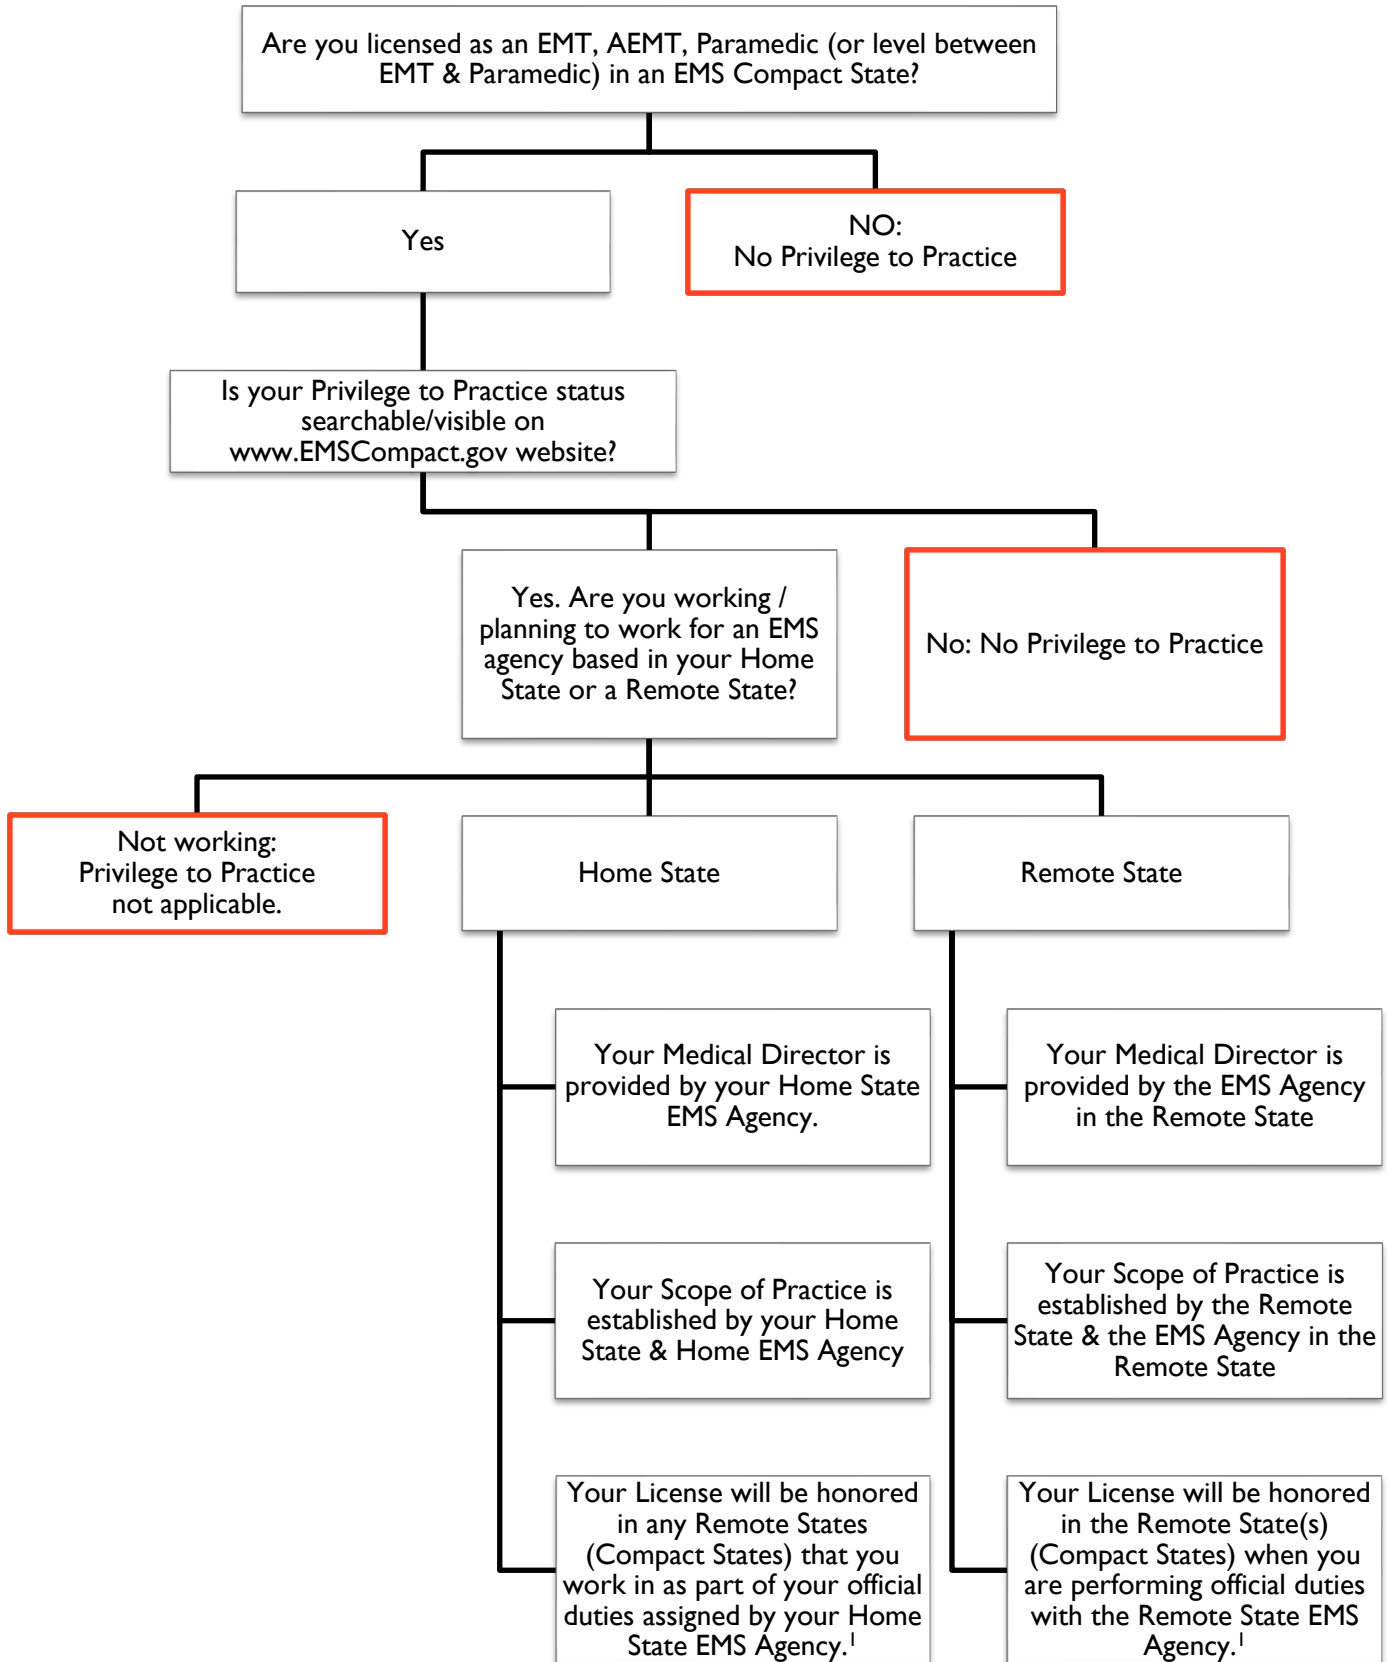 Are you licensed as an EMT, AEMT, Paramedic (or level between
EMT & Paramedic) in an EMS Compact State?
Yes
NO:
No Privilege to Practice
Is your Privilege to Practice status
searchable/visible on
www.EMSCompact.gov website?
Yes. Are you working /
planning to work for an EMS
agency based in your Home
State or a Remote State?
No: No Privilege to Practice
Not working:
Privilege to Practice
not applicable.
Home State
Remote State
Your Medical Director is
provided by your Home State
EMS Agency.
Your Medical Director is
provided by the EMS Agency
in the Remote State
Your Scope of Practice is
established by your Home
State & Home EMS Agency
Your Scope of Practice is
established by the Remote
State & the EMS Agency in the
Remote State
Your License will be honored
in any Remote States
(Compact States) that you
work in as part of your official
duties assigned by your Home
State EMS Agency.¹
Your License will be honored
in the Remote State(s)
(Compact States) when you
are performing official duties
with the Remote State EMS
Agency.¹